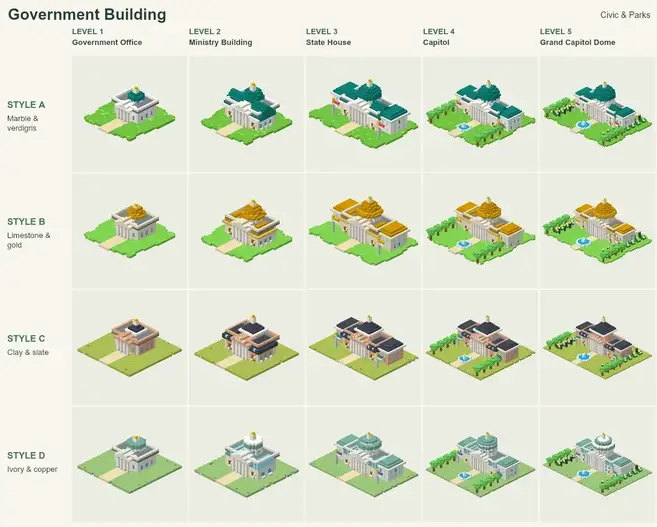 Government Building
Civic & Parks
LEVEL 1
Government Office
LEVEL 2
Ministry Building
LEVEL 3
State House
LEVEL 4
Capitol
LEVEL 5
Grand Capitol Dome
STYLE A
Marble &
verdigris
STYLE B
Limestone &
gold
STYLE C
Clay & slate
STYLE D
Ivory & copper